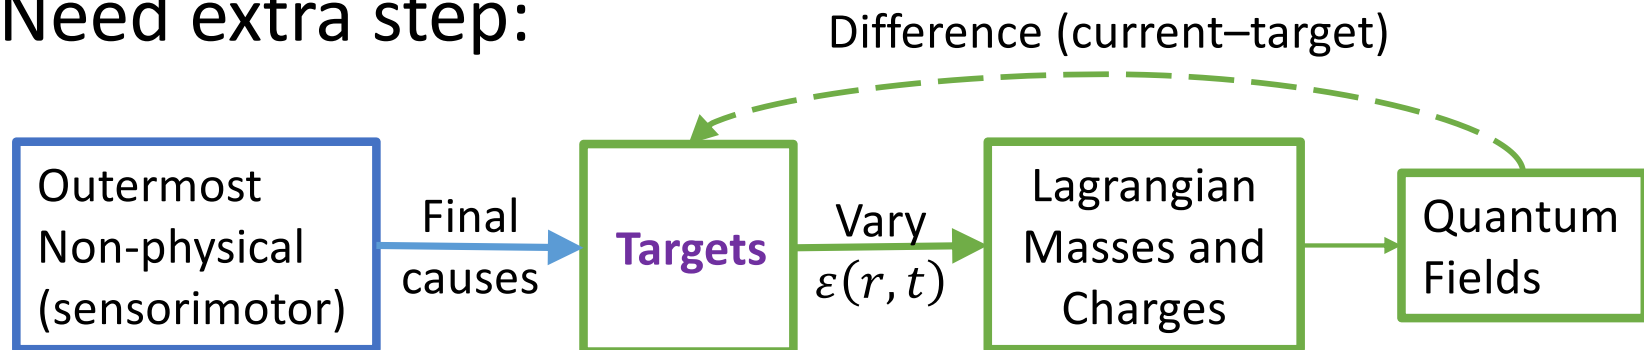 Need extra step:
Difference (current–target)
Outermost
Non-physical
(sensorimotor)
Final
causes
Targets
Vary
ε(r, t)
Lagrangian
Masses and
Charges
Quantum
Fields